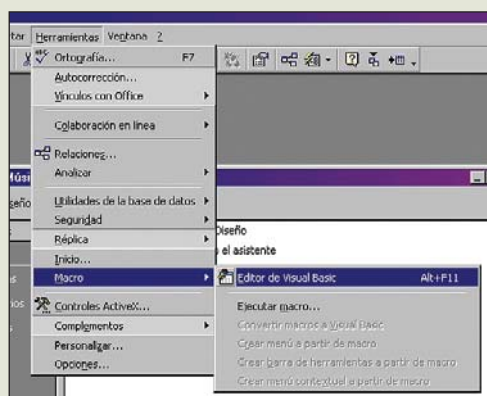 tar Herramientas Ventana ?
Ortografía... F7
Autocorrección...
Vínculos con Office
Colaboración en línea
Relaciones...
Analizar
Músi
eño
Utilidades de la base de datos
Seguridad
Diseño
Réplica
el asistente
Inicio...
Macro
Editor de Visual Basic Alt+F11
Controles ActiveX...
Ejecutar macro...
Complementos
Convertir macros a Visual Basic
Personalizar...
Crear menú a partir de macro
Opciones...
Crear barra de herramientas a partir de macro
Crear menú contextual a partir de macro